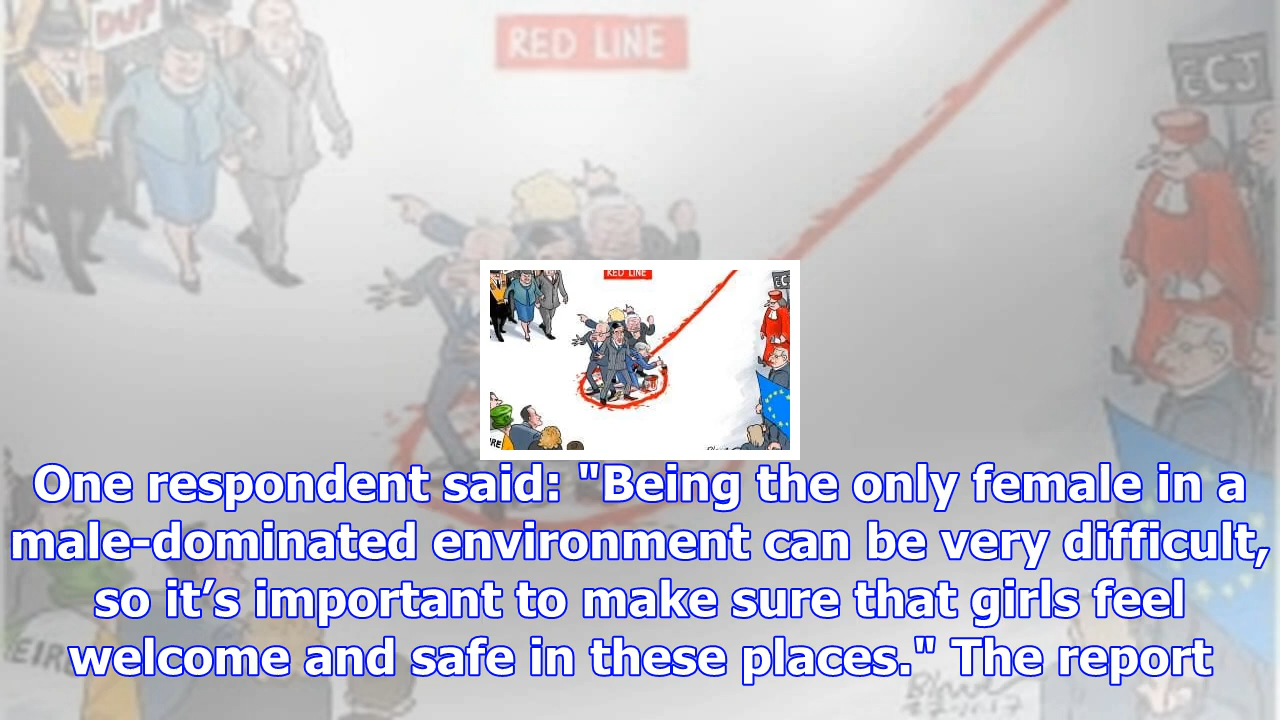 DUP
RED LINE
ECJ
RED LINE
One respondent said: "Being the only female in a
male-dominated environment can be very difficult,
so it’s important to make sure that girls feel
EIRE
welcome and safe in these places." The report